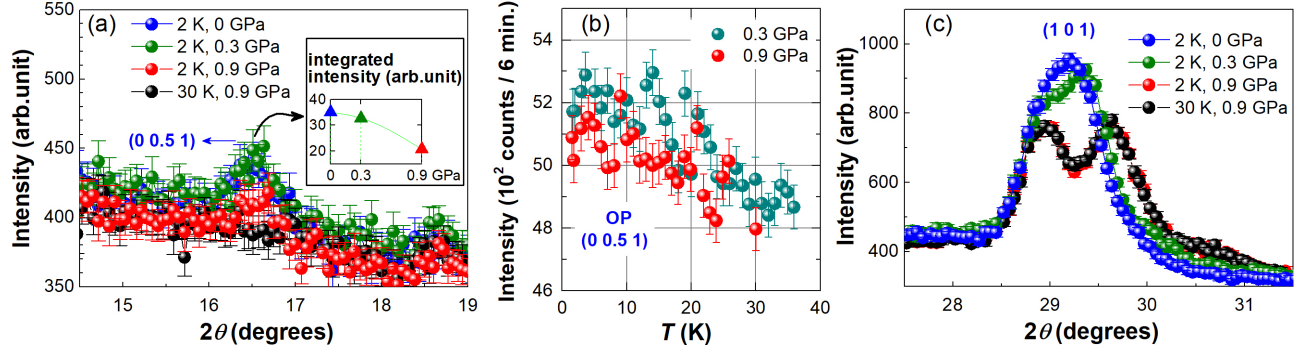 (a)
2 K, 0 GPa
2 K, 0.3 GPa
2 K, 0.9 GPa
30 K, 0.9 GPa
integrated
intensity (arb.unit)
40
30
20
0
0.3
0.9 GPa
(0 0.5 1)
550
500
450
400
350
Intensity (arb.unit)
15
16
17
18
19
2θ (degrees)
(b)
0.3 GPa
0.9 GPa
OP
(0 0.5 1)
54
52
50
48
46
Intensity (10² counts / 6 min.)
0
10
20
30
40
T (K)
(c)
(1 0 1)
2 K, 0 GPa
2 K, 0.3 GPa
2 K, 0.9 GPa
30 K, 0.9 GPa
1000
800
600
400
Intensity (arb.unit)
28
29
30
31
2θ (degrees)